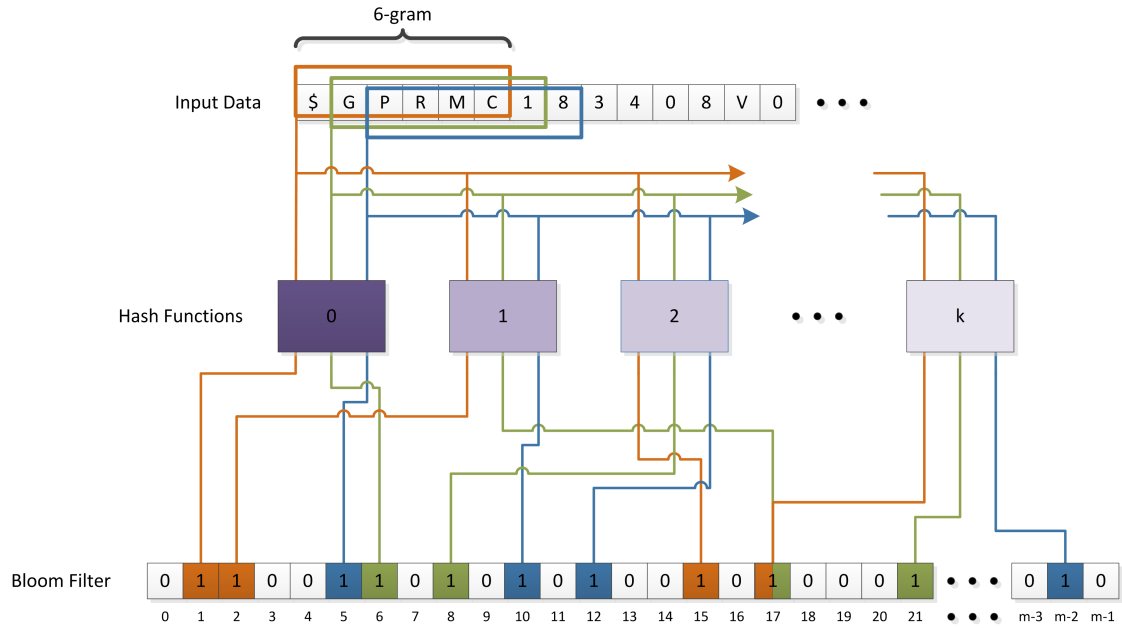 6-gram
Input Data $ G P R M C 1 8 3 4 0 8 V 0 • • •
Hash Functions 0 1 2 • • • k
Bloom Filter 0 1 1 0 0 1 1 0 1 0 1 0 1 0 0 1 0 1 0 0 0 1 • • • 0 1 0
0 1 2 3 4 5 6 7 8 9 10 11 12 13 14 15 16 17 18 19 20 21 • • • m-3 m-2 m-1